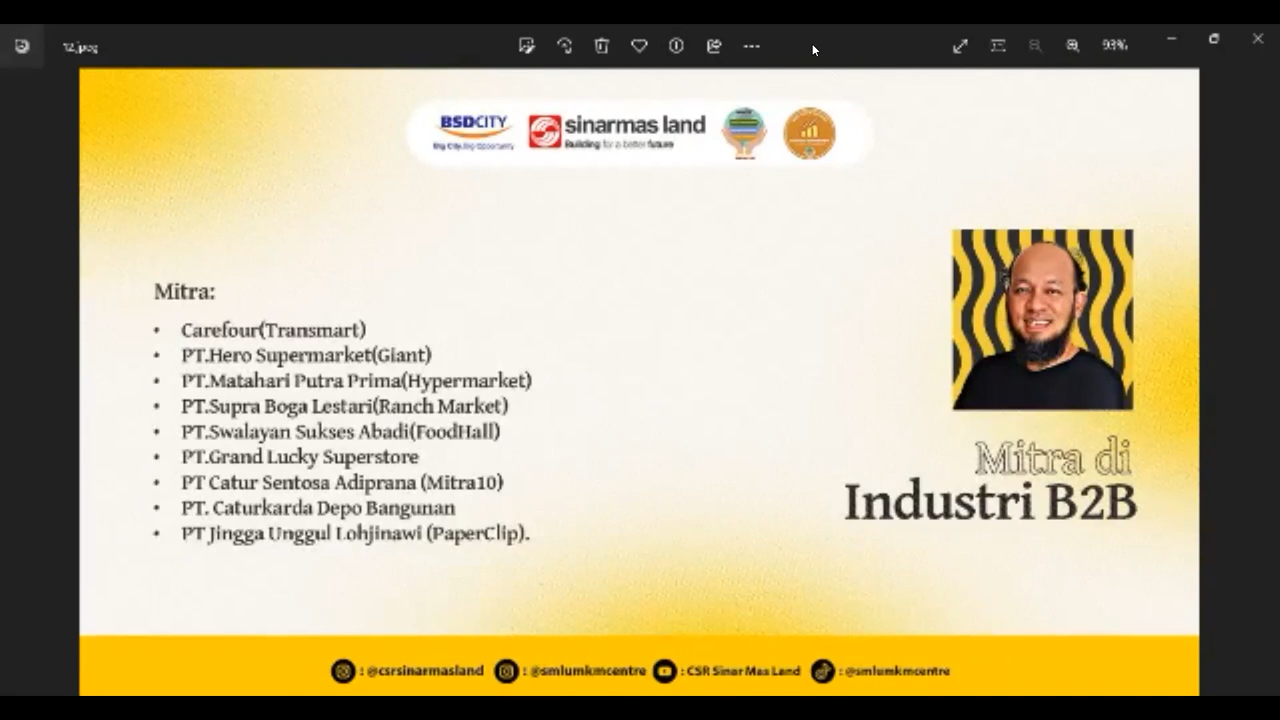 12.jpeg
93%
BSDCITY
Big City, Big Opportunity
sinarmas land
Building for a better future
Mitra:
• Carefour(Transmart)
• PT.Hero Supermarket(Giant)
• PT.Matahari Putra Prima(Hypermarket)
• PT.Supra Boga Lestari(Ranch Market)
• PT.Swalayan Sukses Abadi(FoodHall)
• PT.Grand Lucky Superstore
• PT Catur Sentosa Adiprana (Mitra10)
• PT. Caturkarda Depo Bangunan
• PT Jingga Unggul Lohjinawi (PaperClip).
Mitra di
Industri B2B
: @csrsinarmasland : @smlumkmcentre : CSR Sinar Mas Land : @smlumkmcentre